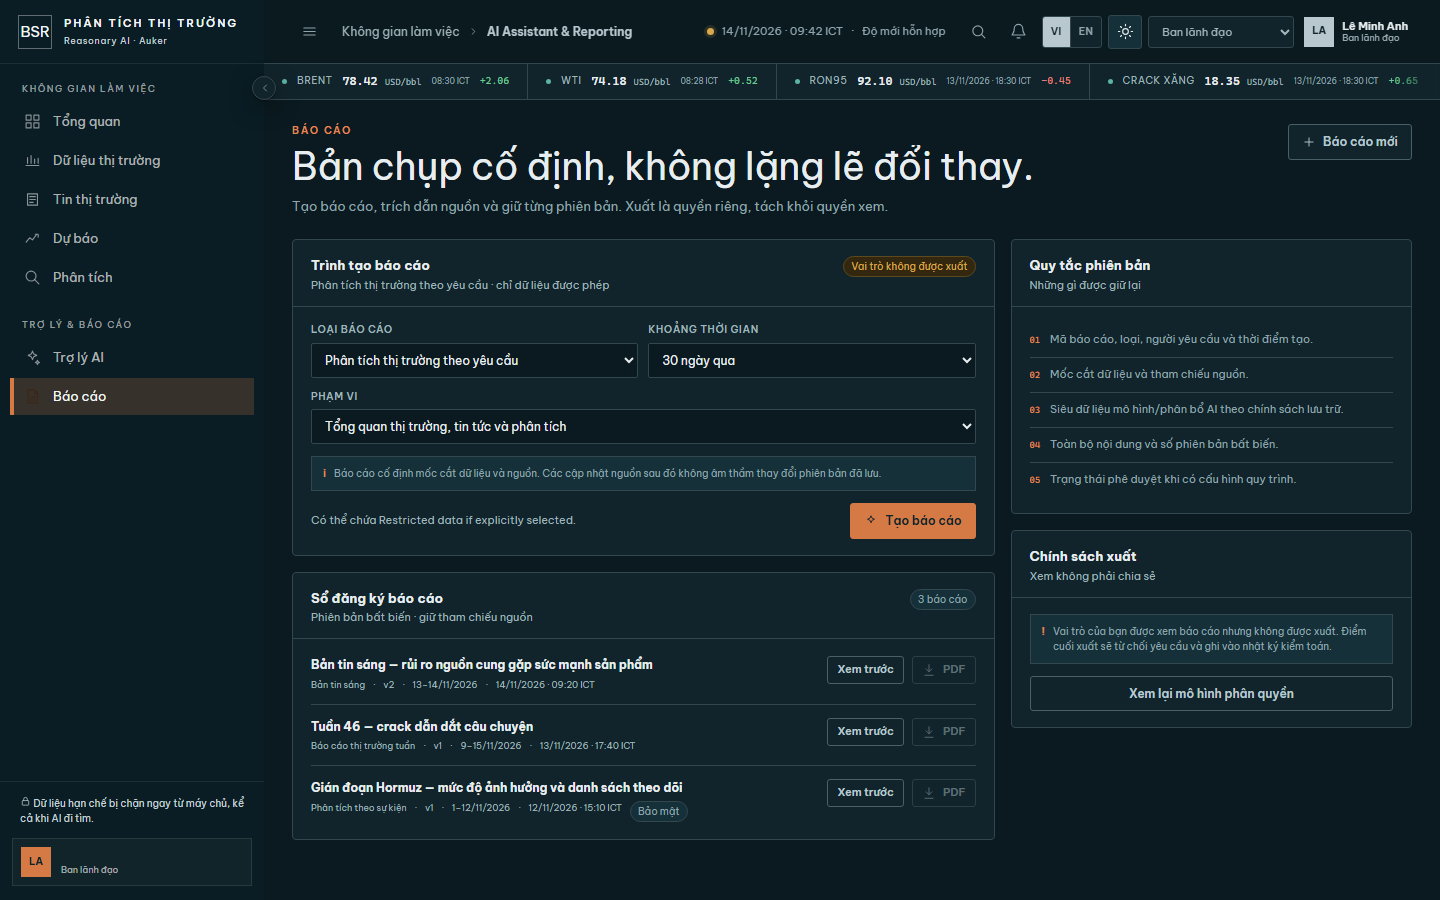 BSR
PHÂN TÍCH THỊ TRƯỜNG
Reasonary AI · Auker
Không gian làm việc › AI Assistant & Reporting
14/11/2026 · 09:42 ICT · Độ mới hỗn hợp
VI EN
Ban lãnh đạo
LA
Lê Minh Anh
Ban lãnh đạo
BRENT 78.42 USD/bbl 08:30 ICT +2.06
WTI 74.18 USD/bbl 08:28 ICT +0.52
RON95 92.10 USD/bbl 13/11/2026 · 18:30 ICT −0.45
CRACK XĂNG 18.35 USD/bbl 13/11/2026 · 18:30 ICT +0.65
KHÔNG GIAN LÀM VIỆC
Tổng quan
Dữ liệu thị trường
Tin thị trường
Dự báo
Phân tích
TRỢ LÝ & BÁO CÁO
Trợ lý AI
Báo cáo
Dữ liệu hạn chế bị chặn ngay từ máy chủ, kể
cả khi AI đi tìm.
LA
Ban lãnh đạo
BÁO CÁO
Bản chụp cố định, không lặng lẽ đổi thay.
Tạo báo cáo, trích dẫn nguồn và giữ từng phiên bản. Xuất là quyền riêng, tách khỏi quyền xem.
Báo cáo mới
Trình tạo báo cáo
Phân tích thị trường theo yêu cầu · chỉ dữ liệu được phép
Vai trò không được xuất
LOẠI BÁO CÁO
Phân tích thị trường theo yêu cầu
KHOẢNG THỜI GIAN
30 ngày qua
PHẠM VI
Tổng quan thị trường, tin tức và phân tích
i Báo cáo cố định mốc cắt dữ liệu và nguồn. Các cập nhật nguồn sau đó không âm thầm thay đổi phiên bản đã lưu.
Có thể chứa Restricted data if explicitly selected.
Tạo báo cáo
Sổ đăng ký báo cáo
Phiên bản bất biến · giữ tham chiếu nguồn
3 báo cáo
Bản tin sáng — rủi ro nguồn cung gặp sức mạnh sản phẩm
Bản tin sáng · v2 · 13–14/11/2026 · 14/11/2026 · 09:20 ICT
Xem trước
PDF
Tuần 46 — crack dẫn dắt câu chuyện
Báo cáo thị trường tuần · v1 · 9–15/11/2026 · 13/11/2026 · 17:40 ICT
Xem trước
PDF
Gián đoạn Hormuz — mức độ ảnh hưởng và danh sách theo dõi
Phân tích theo sự kiện · v1 · 1–12/11/2026 · 12/11/2026 · 15:10 ICT Bảo mật
Xem trước
PDF
Quy tắc phiên bản
Những gì được giữ lại
01 Mã báo cáo, loại, người yêu cầu và thời điểm tạo.
02 Mốc cắt dữ liệu và tham chiếu nguồn.
03 Siêu dữ liệu mô hình/phân bổ AI theo chính sách lưu trữ.
04 Toàn bộ nội dung và số phiên bản bất biến.
05 Trạng thái phê duyệt khi có cấu hình quy trình.
Chính sách xuất
Xem không phải chia sẻ
! Vai trò của bạn được xem báo cáo nhưng không được xuất. Điểm
cuối xuất sẽ từ chối yêu cầu và ghi vào nhật ký kiểm toán.
Xem lại mô hình phân quyền